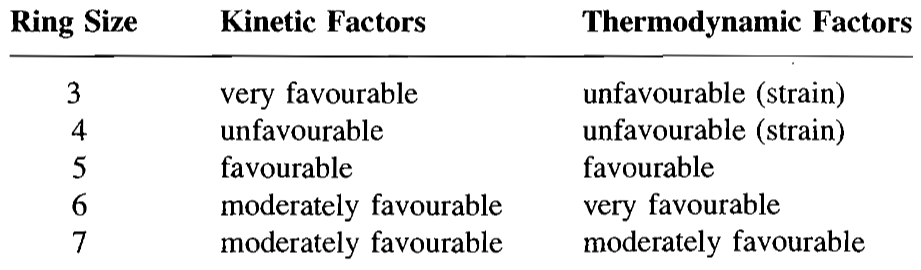 Ring Size Kinetic Factors Thermodynamic Factors
3 very favourable unfavourable (strain)
4 unfavourable unfavourable (strain)
5 favourable favourable
6 moderately favourable very favourable
7 moderately favourable moderately favourable